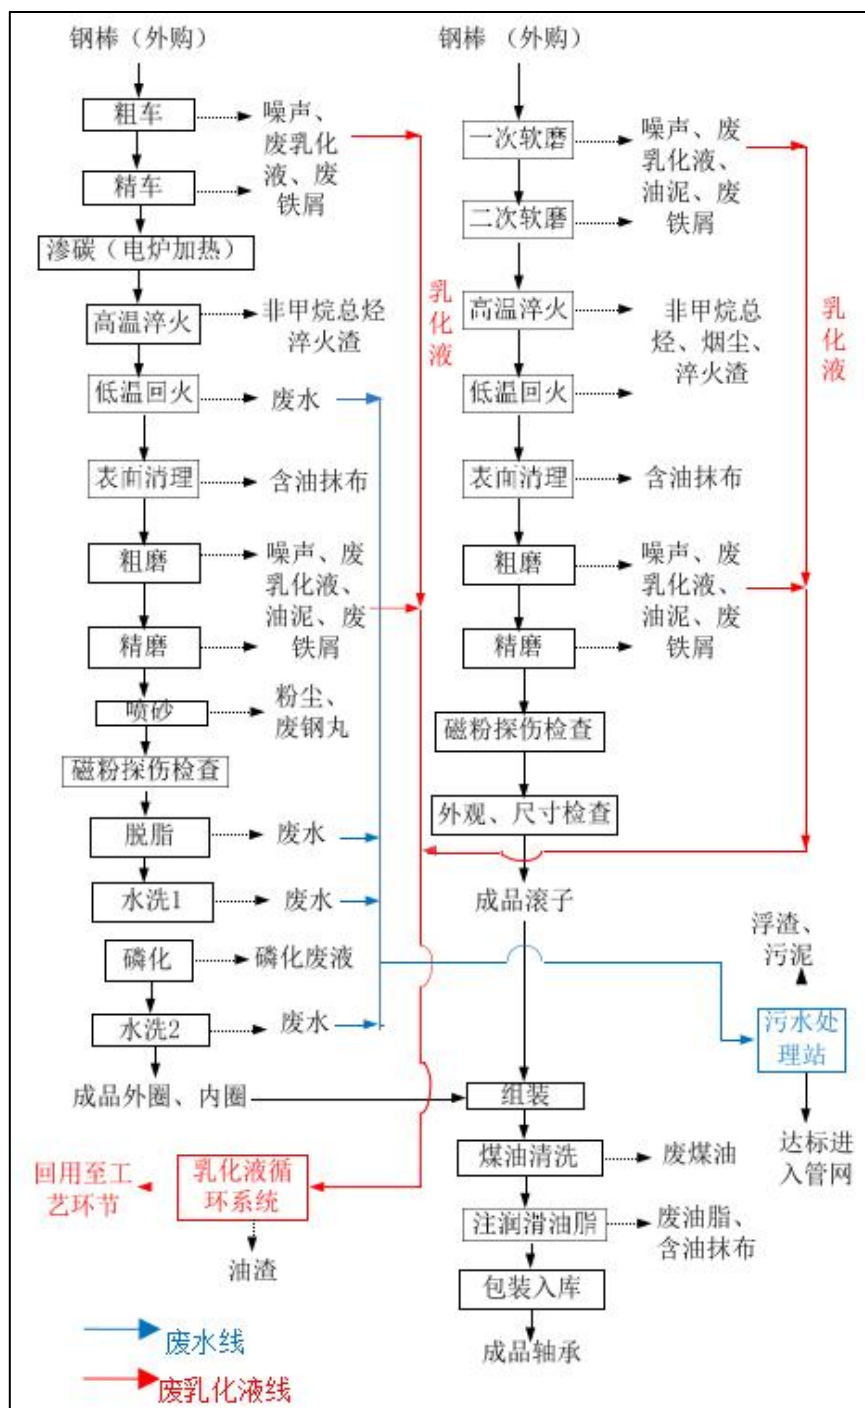 钢棒（外购）
粗车
噪声、
废乳化
液、废
铁屑
精车
渗碳（电炉加热）
高温淬火
非甲烷总烃
淬火渣
低温回火
废水
表面清理
含油抹布
粗磨
噪声、废
乳化液、
油泥、废
铁屑
精磨
喷砂
粉尘、
废钢丸
磁粉探伤检查
脱脂
废水
水洗1
废水
磷化
磷化废液
水洗2
废水
成品外圈、内圈
乳
化
液
钢棒（外购）
一次软磨
噪声、废
乳化液、
油泥、废
铁屑
二次软磨
高温淬火
非甲烷总
烃、烟尘、
淬火渣
低温回火
表面清理
含油抹布
粗磨
噪声、废
乳化液、
油泥、废
铁屑
精磨
磁粉探伤检查
外观、尺寸检查
成品滚子
乳
化
液
浮渣、
污泥
污水处
理站
达标进
入管网
组装
煤油清洗
废煤油
注润滑油脂
废油脂、
含油抹布
包装入库
成品轴承
乳化液循
环系统
回用至工
艺环节
油渣
废水线
废乳化液线